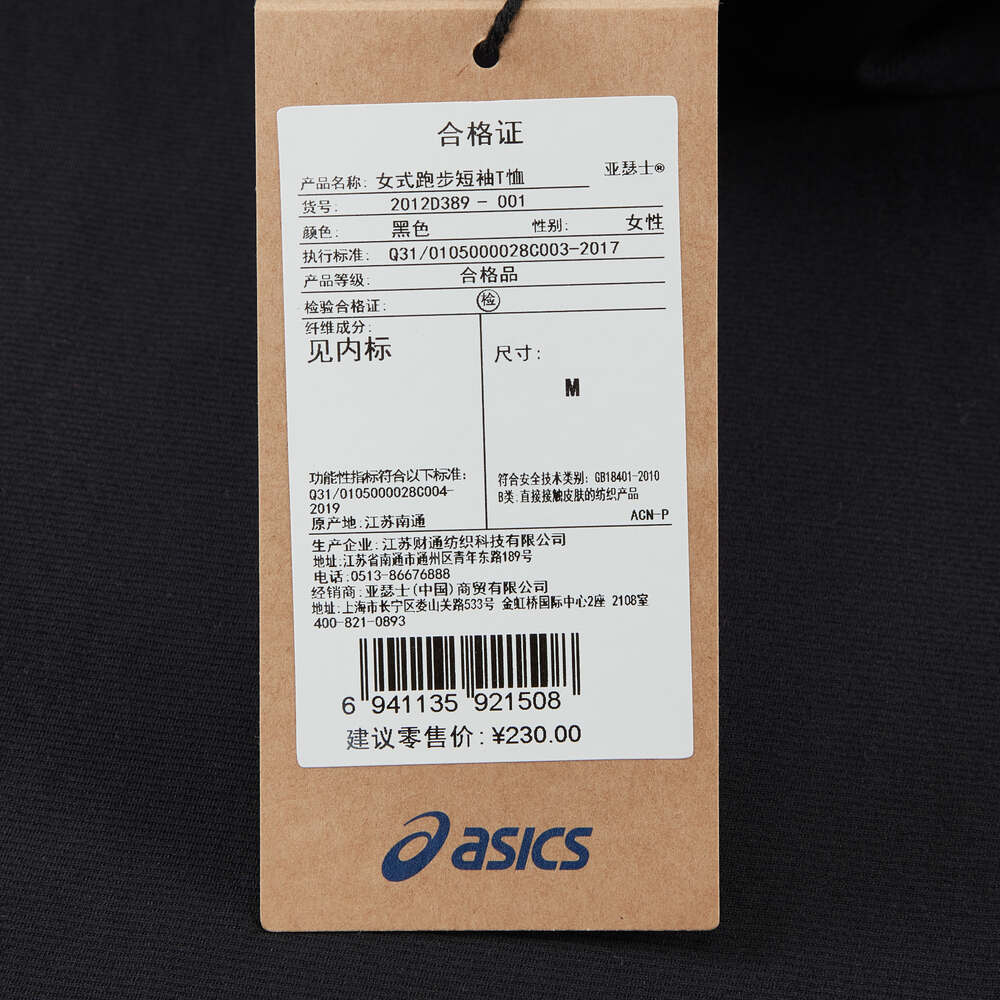 合格证
亚瑟士®
产品名称: 女式跑步短袖T恤
货号: 2012D389 - 001
颜色: 黑色 性别: 女性
执行标准: Q31/0105000028C003-2017
产品等级: 合格品
检验合格证: 检
纤维成分:
见内标
尺寸:
M
功能性指标符合以下标准:
Q31/0105000028C004-
2019
原产地:江苏南通
符合安全技术类别: GB18401-2010
B类.直接接触皮肤的纺织产品
ACN-P
生产企业:江苏财通纺织科技有限公司
地址:江苏省南通市通州区青年东路189号
电话:0513-86676888
经销商:亚瑟士(中国)商贸有限公司
地址:上海市长宁区娄山关路533号 金虹桥国际中心2座 2108室
400-821-0893
6 941135 921508
建议零售价:¥230.00
asics